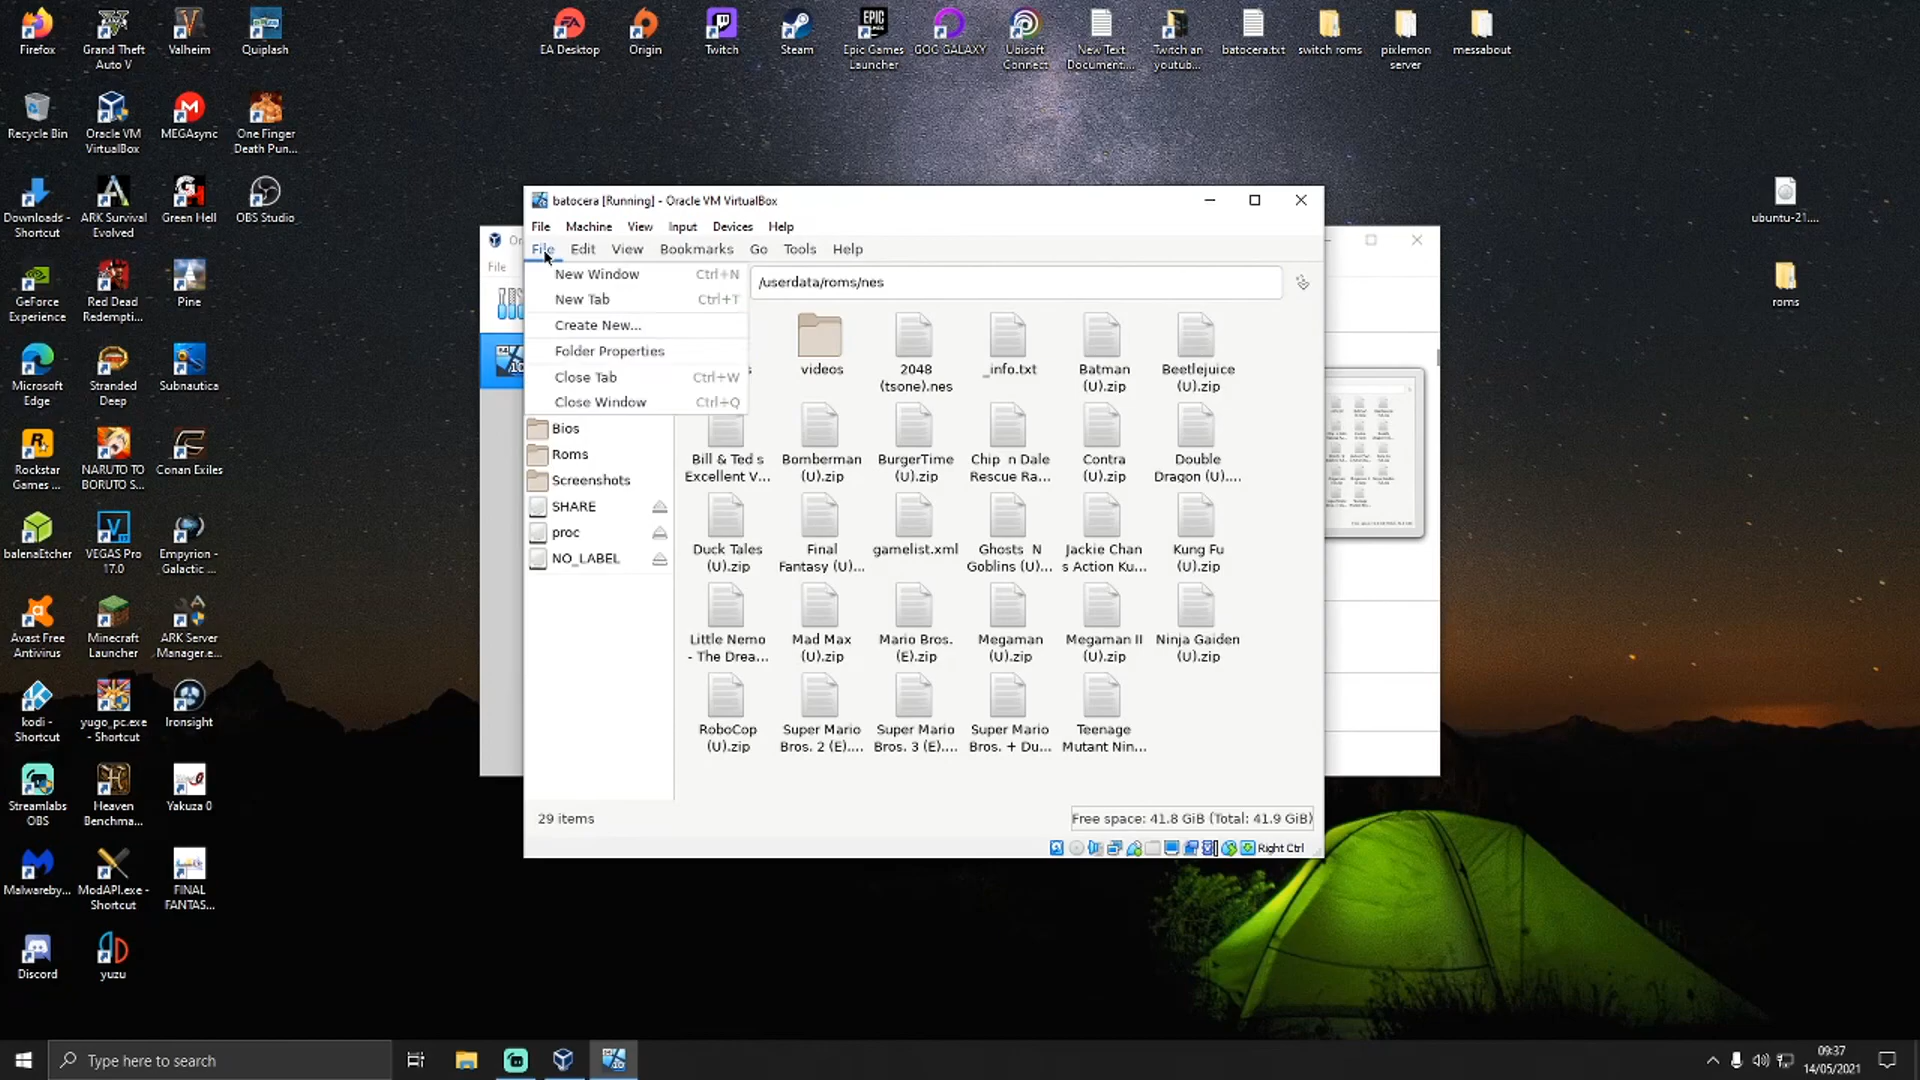 Firefox
Grand Theft
Auto V
Valheim
Quiplash
EA Desktop
Origin
Twitch
Steam
Epic Games
Launcher
GOG GALAXY
Ubisoft
Connect
New Text
Document....
Twitch an
youtub...
batocera.txt
switch roms
pixlemon
server
messabout
Recycle Bin
Oracle VM
VirtualBox
MEGAsync
One Finger
Death Pun...
Downloads -
Shortcut
ARK Survival
Evolved
Green Hell
OBS Studio
ubuntu-21....
GeForce
Experience
Red Dead
Redempti...
Pine
roms
Microsoft
Edge
Stranded
Deep
Subnautica
Rockstar
Games ...
NARUTO TO
BORUTO S...
Conan Exiles
balenaEtcher
VEGAS Pro
17.0
Empyrion -
Galactic ...
Avast Free
Antivirus
Minecraft
Launcher
ARK Server
Manager.e...
kodi -
Shortcut
yugo_pc.exe
- Shortcut
Ironsight
Streamlabs
OBS
Heaven
Benchma...
Yakuza 0
Malwareby...
ModAPI.exe -
Shortcut
FINAL
FANTAS...
Discord
yuzu
batocera [Running] - Oracle VM VirtualBox
File Machine View Input Devices Help
File Edit View Bookmarks Go Tools Help
New Window Ctrl+N
New Tab Ctrl+T
Create New...
Folder Properties
Close Tab Ctrl+W
Close Window Ctrl+Q
/userdata/roms/nes
Bios
Roms
Screenshots
SHARE
proc
NO_LABEL
videos
2048
(tsone).nes
_info.txt
Batman
(U).zip
Beetlejuice
(U).zip
Bill & Ted s
Excellent V...
Bomberman
(U).zip
BurgerTime
(U).zip
Chip n Dale
Rescue Ra...
Contra
(U).zip
Double
Dragon (U)....
Duck Tales
(U).zip
Final
Fantasy (U)...
gamelist.xml
Ghosts N
Goblins (U)...
Jackie Chan
s Action Ku...
Kung Fu
(U).zip
Little Nemo
- The Drea...
Mad Max
(U).zip
Mario Bros.
(E).zip
Megaman
(U).zip
Megaman II
(U).zip
Ninja Gaiden
(U).zip
RoboCop
(U).zip
Super Mario
Bros. 2 (E)....
Super Mario
Bros. 3 (E)....
Super Mario
Bros. + Du...
Teenage
Mutant Nin...
29 items
Free space: 41.8 GiB (Total: 41.9 GiB)
Right Ctrl
File
Type here to search
09:37
14/05/2021